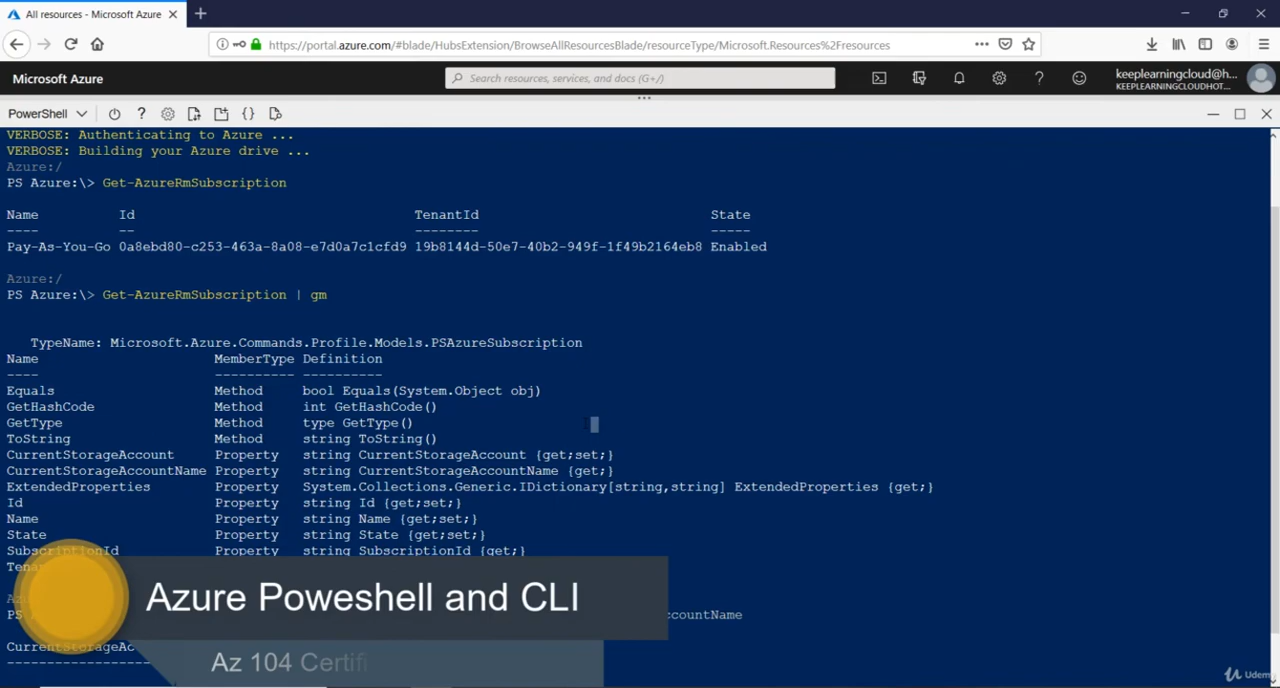 All resources - Microsoft Azure
https://portal.azure.com/#blade/HubsExtension/BrowseAllResourcesBlade/resourceType/Microsoft.Resources%2Fresources
Microsoft Azure
Search resources, services, and docs (G+/)
keeplearningcloud@h...
KEEPLEARNINGCLOUDHOT...
PowerShell
VERBOSE: Authenticating to Azure ...
VERBOSE: Building your Azure drive ...
Azure:/
PS Azure:\> Get-AzureRmSubscription
Name Id TenantId State
---- -- -------- -----
Pay-As-You-Go 0a8ebd80-c253-463a-8a08-e7d0a7c1cfd9 19b8144d-50e7-40b2-949f-1f49b2164eb8 Enabled
Azure:/
PS Azure:\> Get-AzureRmSubscription | gm
TypeName: Microsoft.Azure.Commands.Profile.Models.PSAzureSubscription
Name MemberType Definition
---- ---------- ----------
Equals Method bool Equals(System.Object obj)
GetHashCode Method int GetHashCode()
GetType Method type GetType()
ToString Method string ToString()
CurrentStorageAccount Property string CurrentStorageAccount {get;set;}
CurrentStorageAccountName Property string CurrentStorageAccountName {get;}
ExtendedProperties Property System.Collections.Generic.IDictionary[string,string] ExtendedProperties {get;}
Id Property string Id {get;set;}
Name Property string Name {get;set;}
State Property string State {get;set;}
SubscriptionId Property string SubscriptionId {get;}
Azure Poweshell and CLI
PS
ccountName
CurrentStorageAc
------------------
Az 104 Certifi
Udemy